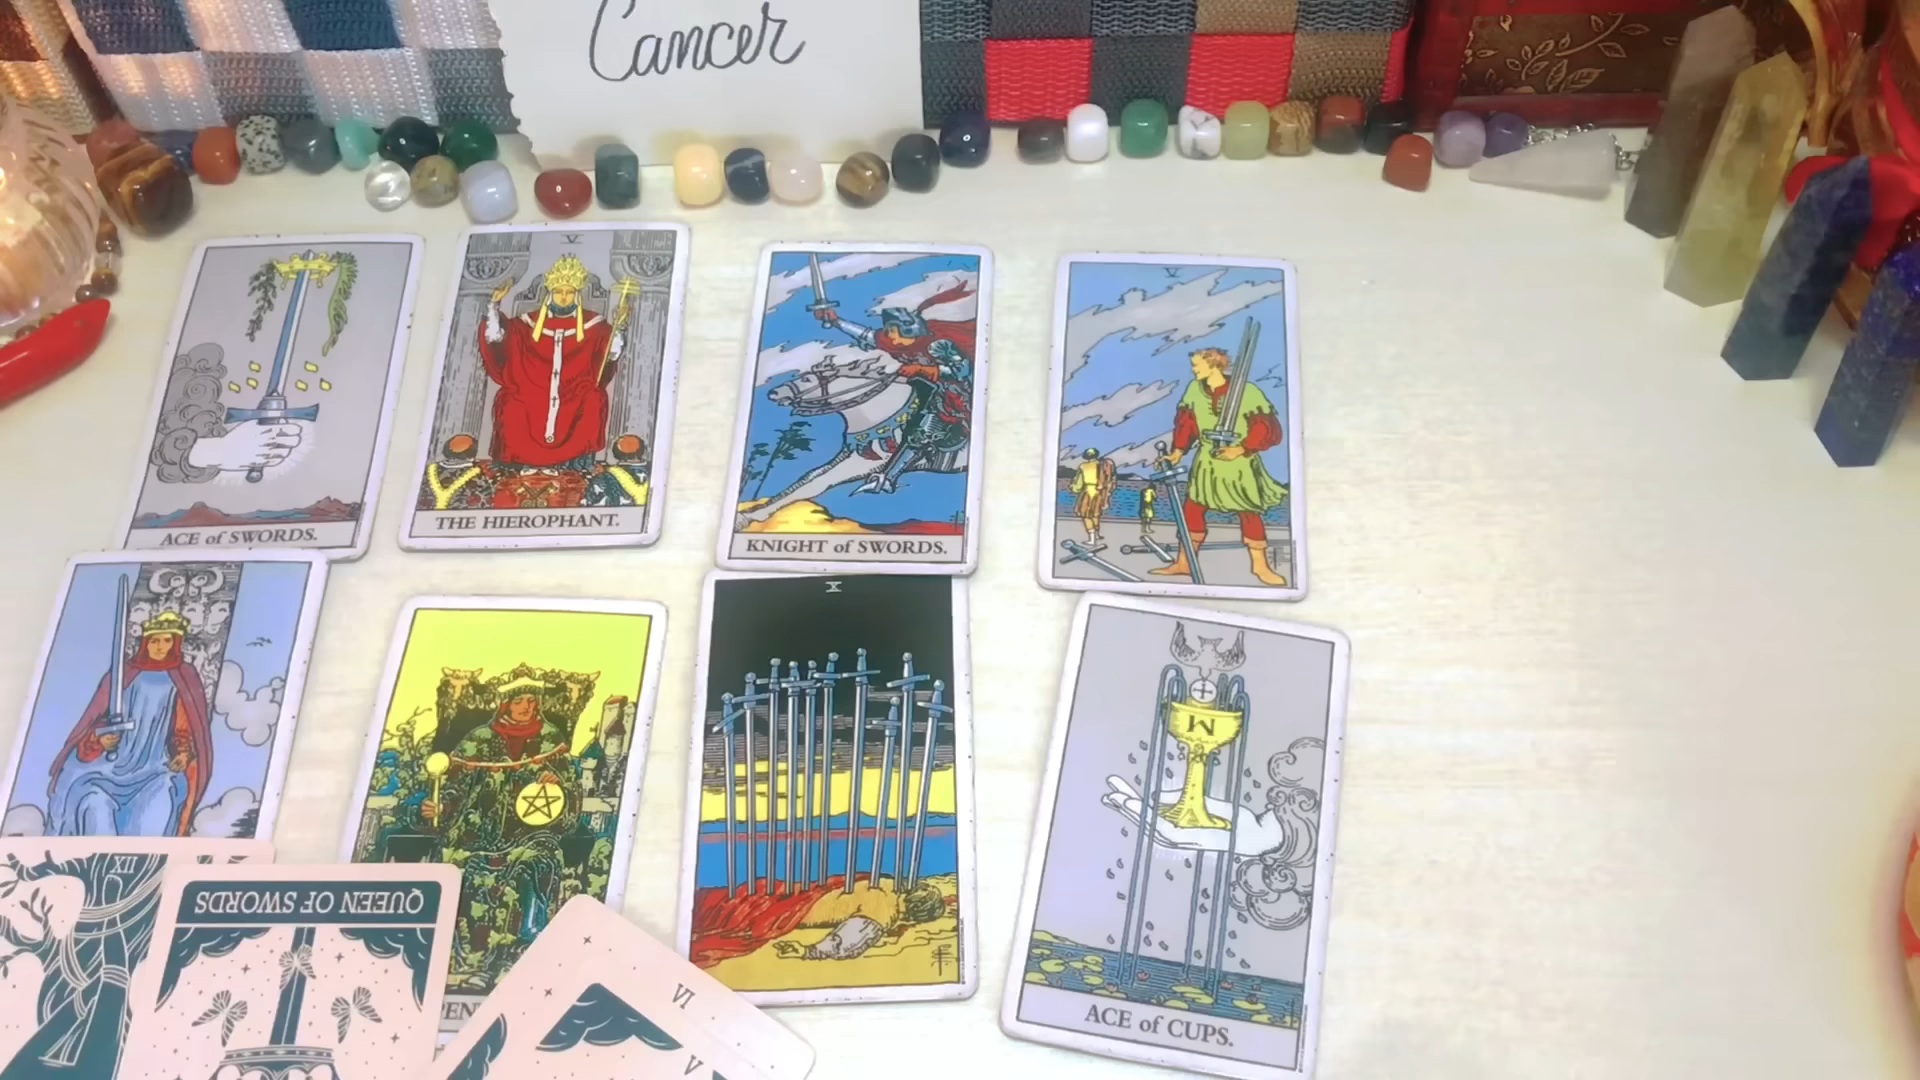 Cancer
V
V
ACE of SWORDS.
THE HIEROPHANT.
KNIGHT of SWORDS.
X
XII
QUEEN OF SWORDS
VI
V
ACE of CUPS.